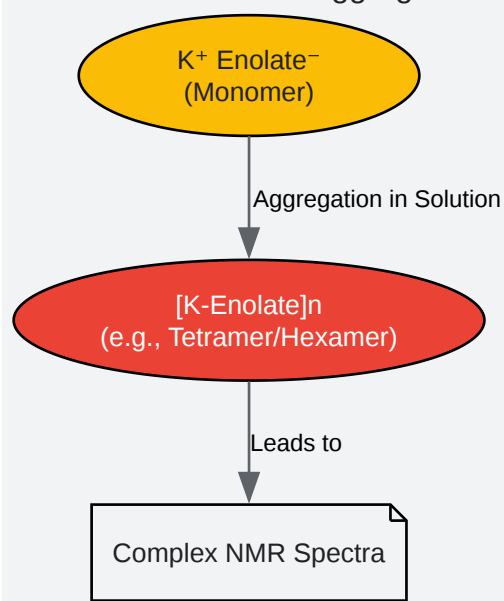 K⁺ Enolate⁻
(Monomer)
Aggregation in Solution
[K-Enolate]n
(e.g., Tetramer/Hexamer)
Leads to
Complex NMR Spectra